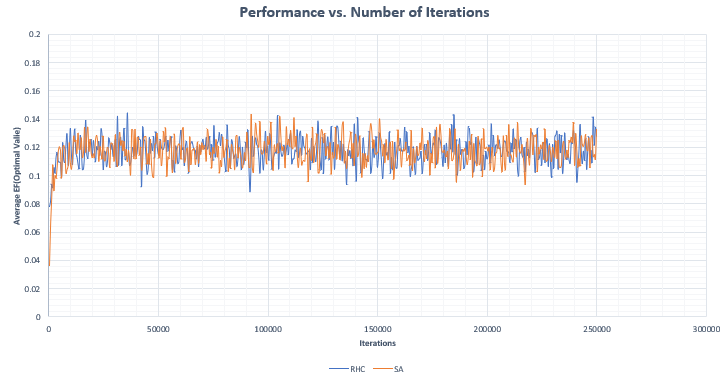 Performance vs. Number of Iterations
Average EF(Optimal Valie)
0.2
0.18
0.16
0.14
0.12
0.1
0.08
0.06
0.04
0.02
0
0 50000 100000 150000 200000 250000 300000
Iterations
RHC SA